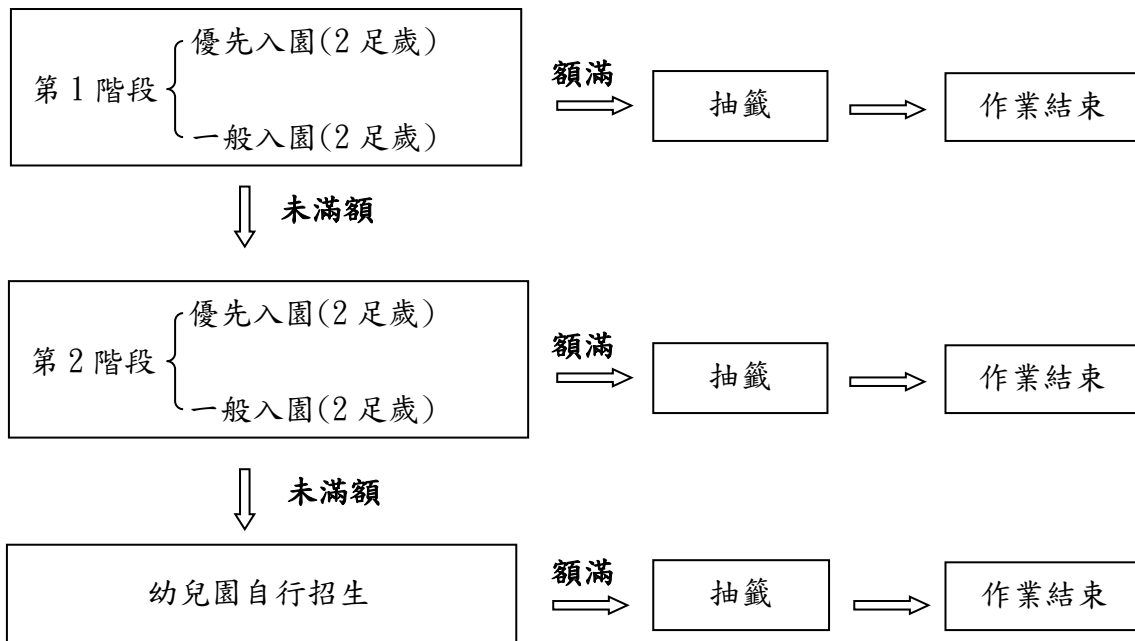 優先入園(2 足歲)
第 1 階段
一般入園(2 足歲)
額滿
抽籤
作業結束
未滿額
優先入園(2 足歲)
第 2 階段
一般入園(2 足歲)
額滿
抽籤
作業結束
未滿額
幼兒園自行招生
額滿
抽籤
作業結束